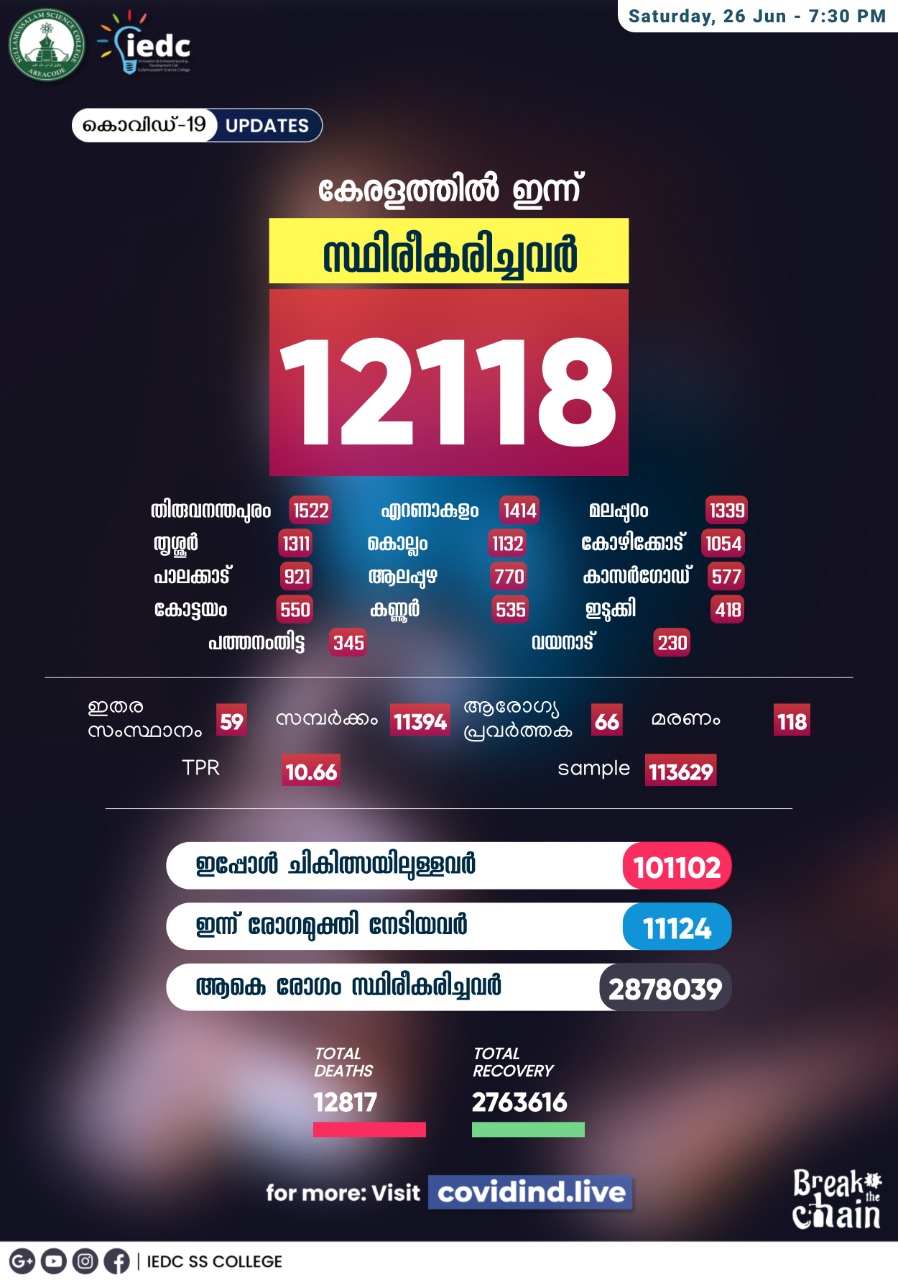 Saturday, 26 Jun - 7:30 PM
SULLAMUSSALAM SCIENCE COLLEGE
AREACODE
iedc
കൊവിഡ്-19 UPDATES
കേരളത്തിൽ ഇന്ന്
സ്ഥിരീകരിച്ചവർ
12118
തിരുവനന്തപുരം 1522 എറണാകുളം 1414 മലപ്പുറം 1339
തൃശ്ശൂർ 1311 കൊല്ലം 1132 കോഴിക്കോട് 1054
പാലക്കാട് 921 ആലപ്പുഴ 770 കാസർഗോഡ് 577
കോട്ടയം 550 കണ്ണൂർ 535 ഇടുക്കി 418
പത്തനംതിട്ട 345 വയനാട് 230
ഇതര സംസ്ഥാനം 59 സമ്പർക്കം 11394 ആരോഗ്യ പ്രവർത്തക 66 മരണം 118
TPR 10.66 sample 113629
ഇപ്പോൾ ചികിത്സയിലുള്ളവർ 101102
ഇന്ന് രോഗമുക്തി നേടിയവർ 11124
ആകെ രോഗം സ്ഥിരീകരിച്ചവർ 2878039
TOTAL DEATHS
12817
TOTAL RECOVERY
2763616
for more: Visit covidind.live
Break the chain
G+ f | IEDC SS COLLEGE